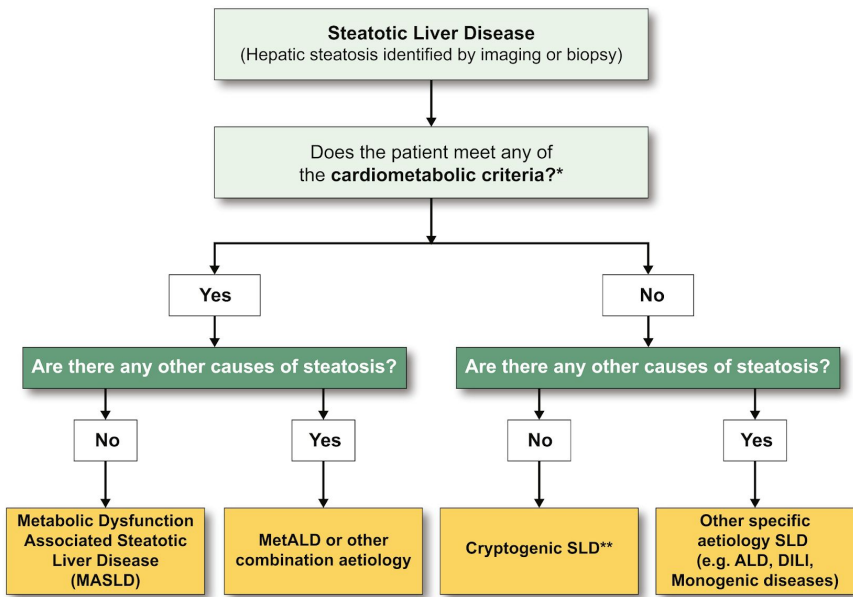 Steatotic Liver Disease
(Hepatic steatosis identified by imaging or biopsy)
Does the patient meet any of
the cardiometabolic criteria?*
Yes
No
Are there any other causes of steatosis?
Are there any other causes of steatosis?
No
Yes
No
Yes
Metabolic Dysfunction
Associated Steatotic
Liver Disease
(MASLD)
MetALD or other
combination aetiology
Cryptogenic SLD**
Other specific
aetiology SLD
(e.g. ALD, DILI,
Monogenic diseases)